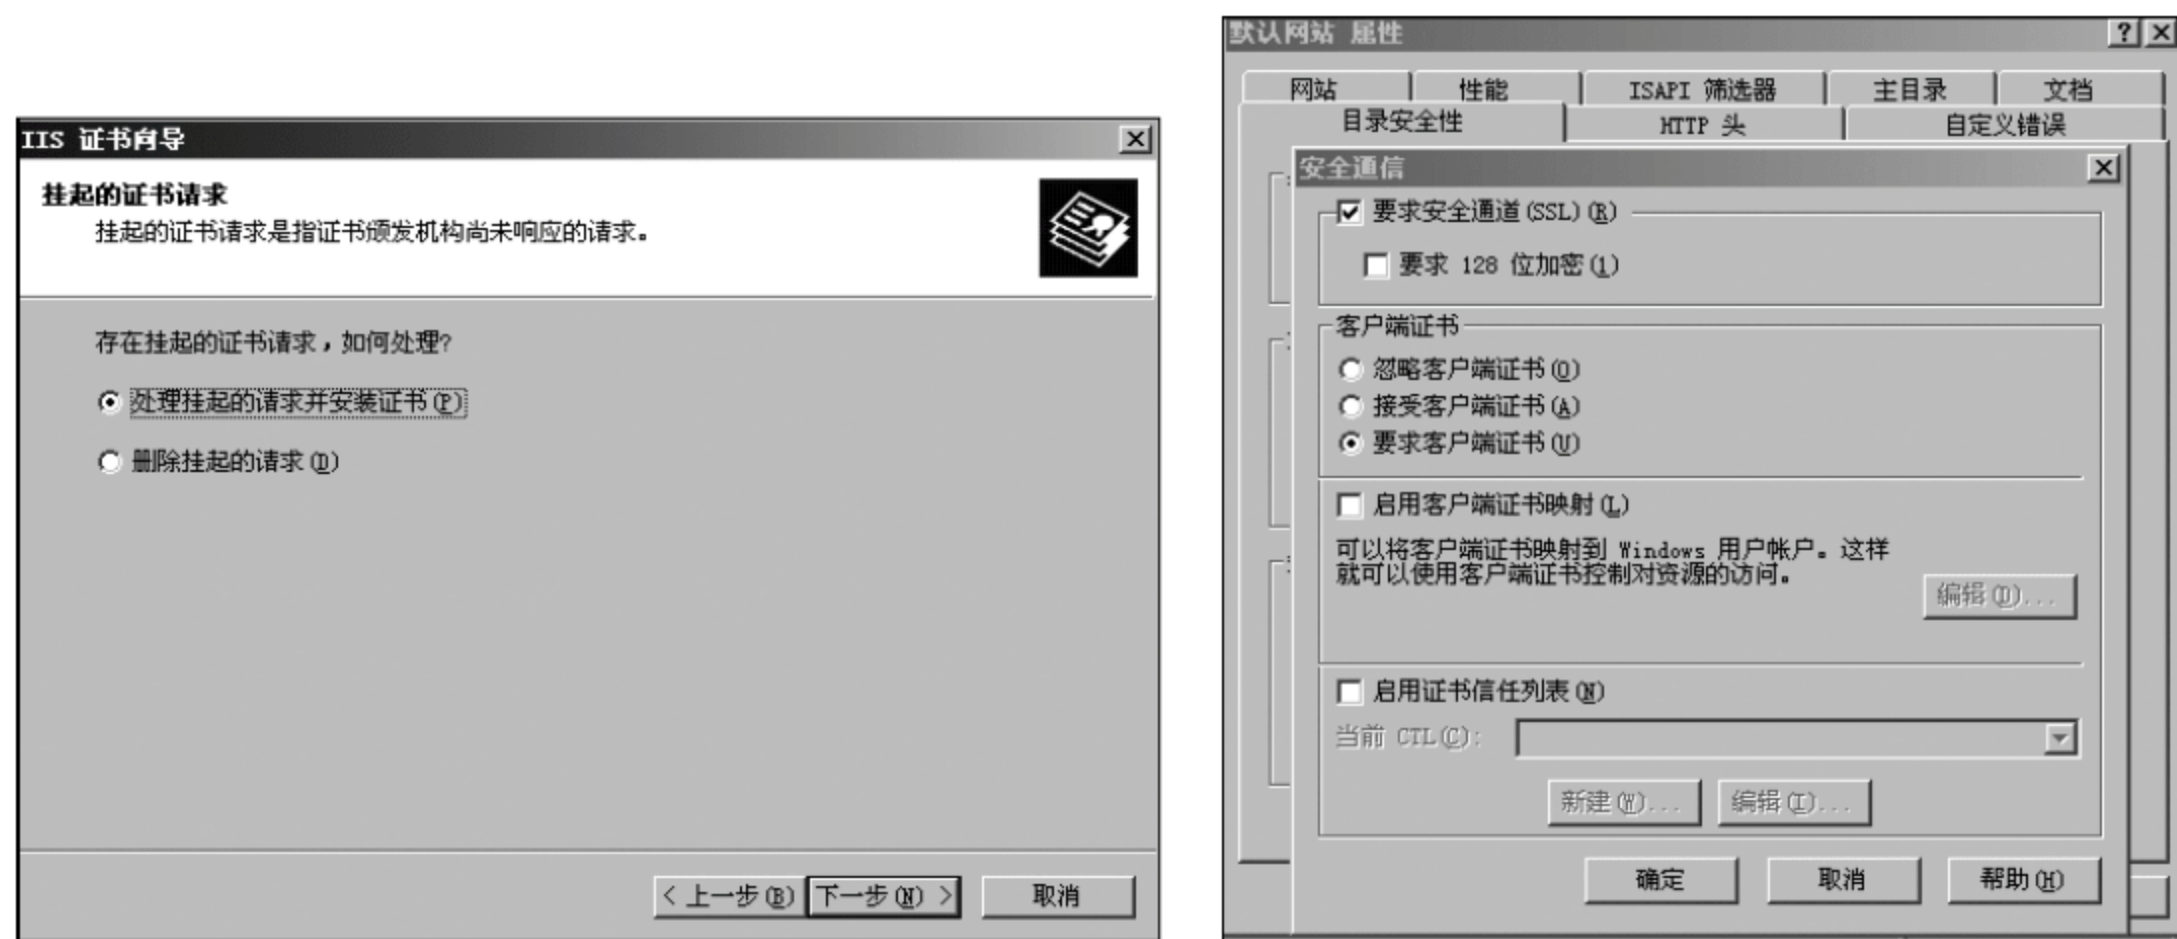 IIS 证书向导
挂起的证书请求
挂起的证书请求是指证书颁发机构尚未响应的请求。
存在挂起的证书请求，如何处理?
处理挂起的请求并安装证书(P)
删除挂起的请求(D)
< 上一步(B) 下一步(N) > 取消
默认网站 属性
网站 性能 ISAPI 筛选器 主目录 文档
目录安全性 HTTP 头 自定义错误
安全通信
要求安全通道(SSL)(R)
要求 128 位加密(1)
客户端证书
忽略客户端证书(O)
接受客户端证书(A)
要求客户端证书(U)
启用客户端证书映射(L)
可以将客户端证书映射到 Windows 用户帐户。这样
就可以使用客户端证书控制对资源的访问。
编辑(D)...
启用证书信任列表(N)
当前 CTL(C):
新建(W)... 编辑(I)...
确定 取消 帮助(H)